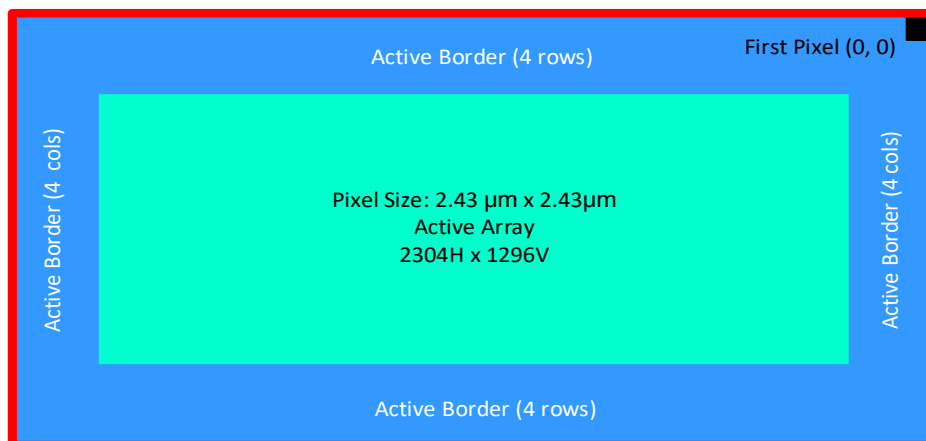 First Pixel (0, 0)
Active Border (4 rows)
Active Border (4  cols)
Pixel Size: 2.43 µm x 2.43µm
Active Array
2304H x 1296V
Active Border (4 cols)
Active Border (4 rows)